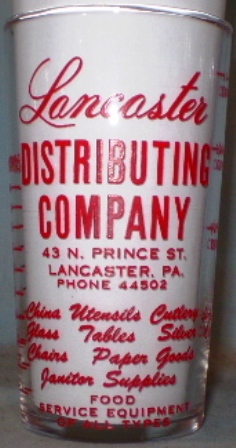 Lancaster
DISTRIBUTING
COMPANY
43 N. PRINCE ST.
LANCASTER, PA.
PHONE 44502
China Utensils Cutlery
Glass Tables Silver
Chairs Paper Goods
Janitor Supplies
FOOD
SERVICE EQUIPMENT
OF ALL TYPES